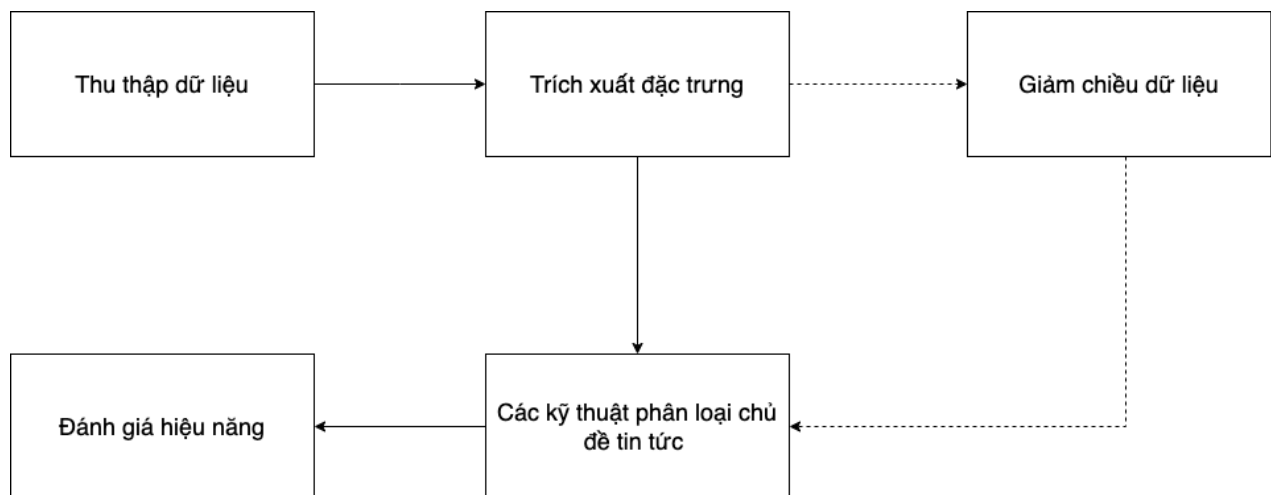 Thu thập dữ liệu
Trích xuất đặc trưng
Giảm chiều dữ liệu
Đánh giá hiệu năng
Các kỹ thuật phân loại chủ
đề tin tức